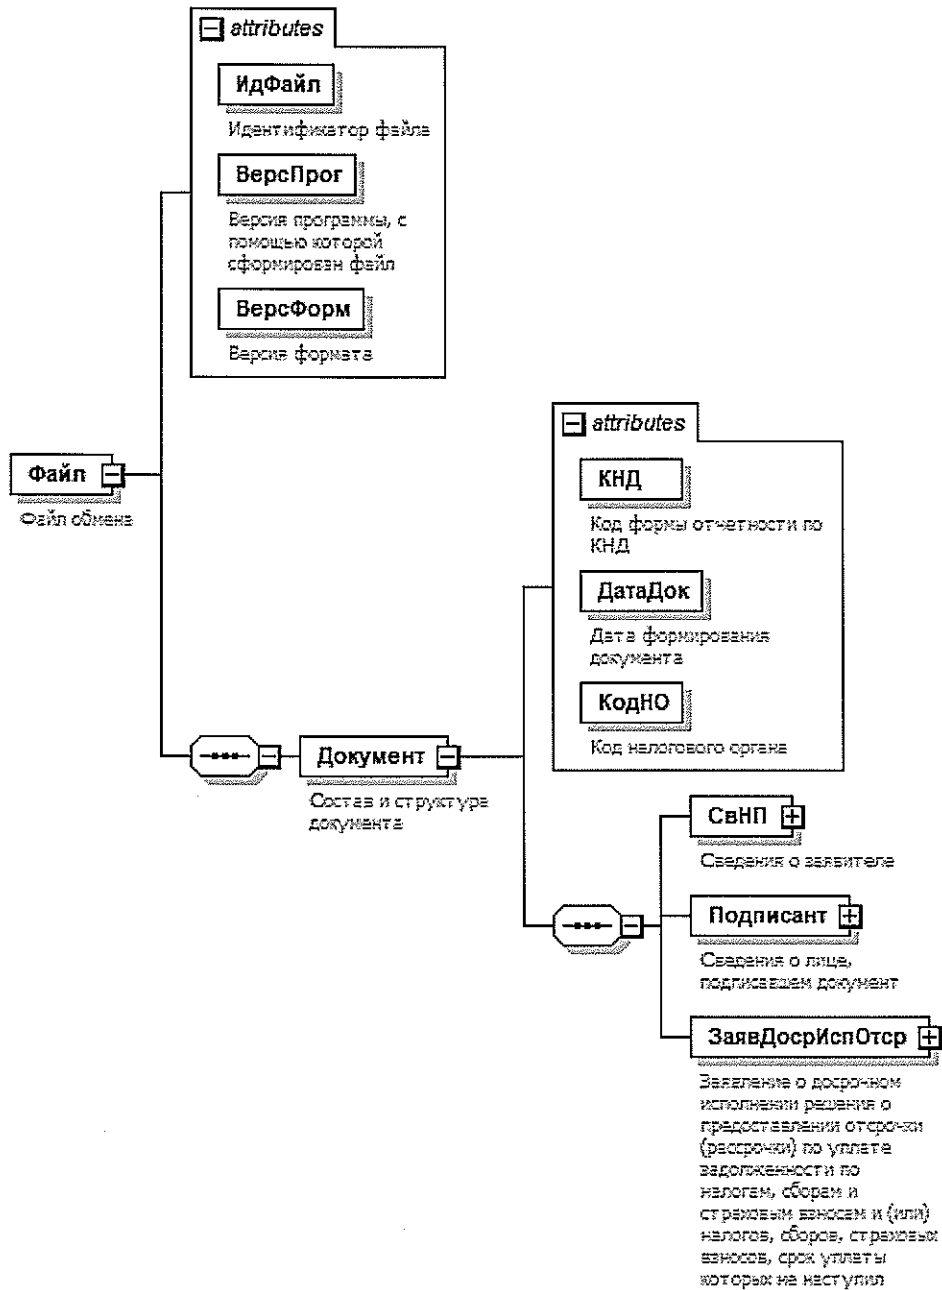 attributes
ИдФайл
Идентификатор файла
ВерсПрог
Версия программы, с
помощью которой
сформирован файл
ВерсФорм
Версия формата
Файл
Файл обмена
attributes
КНД
Код формы отчетности по
КНД
ДатаДок
Дата формирования
документа
КодНО
Код налогового органа
Документ
Состав и структура
документа
СвНП
Сведения о заявителе
Подписант
Сведения о лице,
подписавшем документ
ЗаявДосрИспОтср
Заявление о досрочном
исполнении решения о
предоставлении отсрочки
(рассрочки) по уплате
задолженности по
налогам, сборам и
страховым взносам и (или)
налогов, сборов, страховых
взносов, срок уплаты
которых не наступил